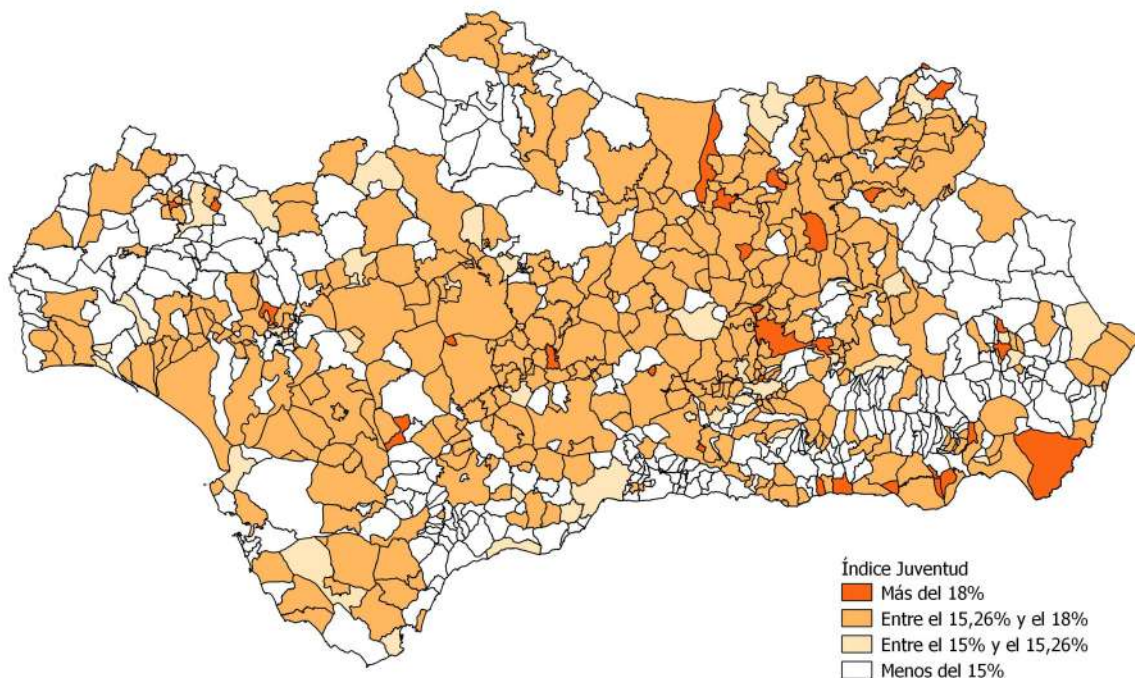 Índice Juventud
Más del 18%
Entre el 15,26% y el 18%
Entre el 15% y el 15,26%
Menos del 15%